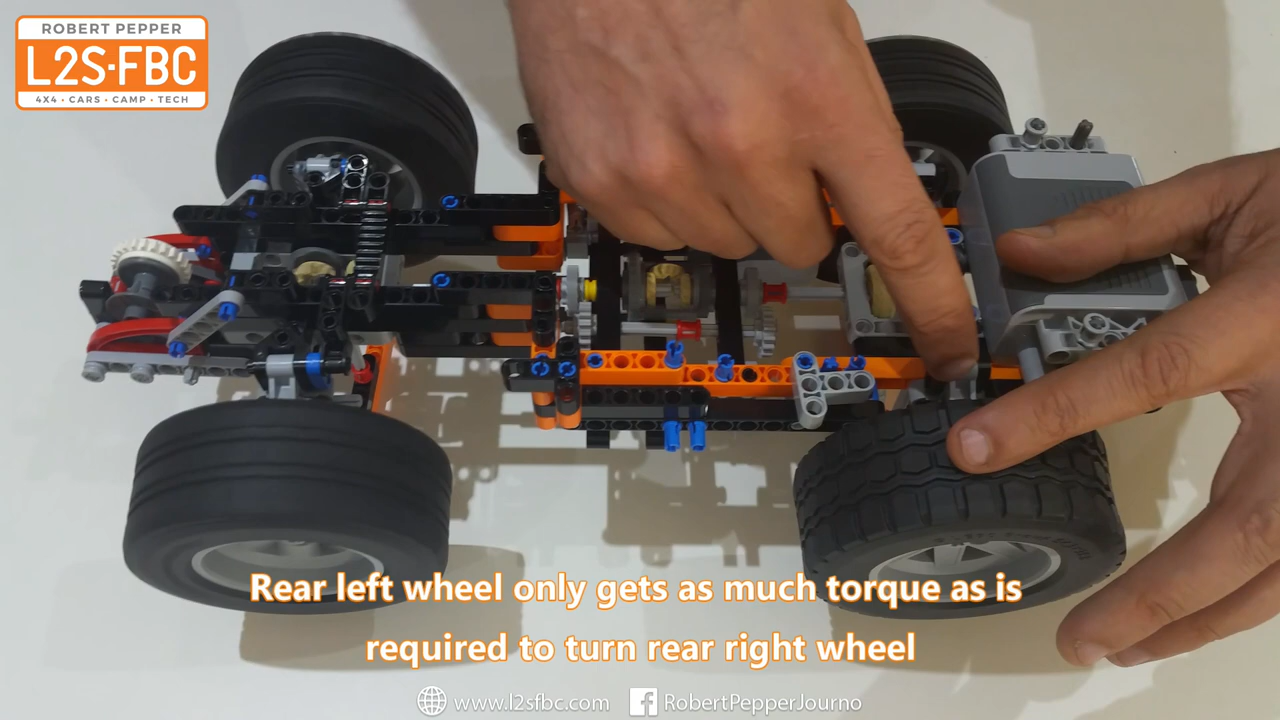 ROBERT PEPPER
L2S·FBC
4X4 · CARS · CAMP · TECH
Rear left wheel only gets as much torque as is
required to turn rear right wheel
www.l2sfbc.com
RobertPepperJourno